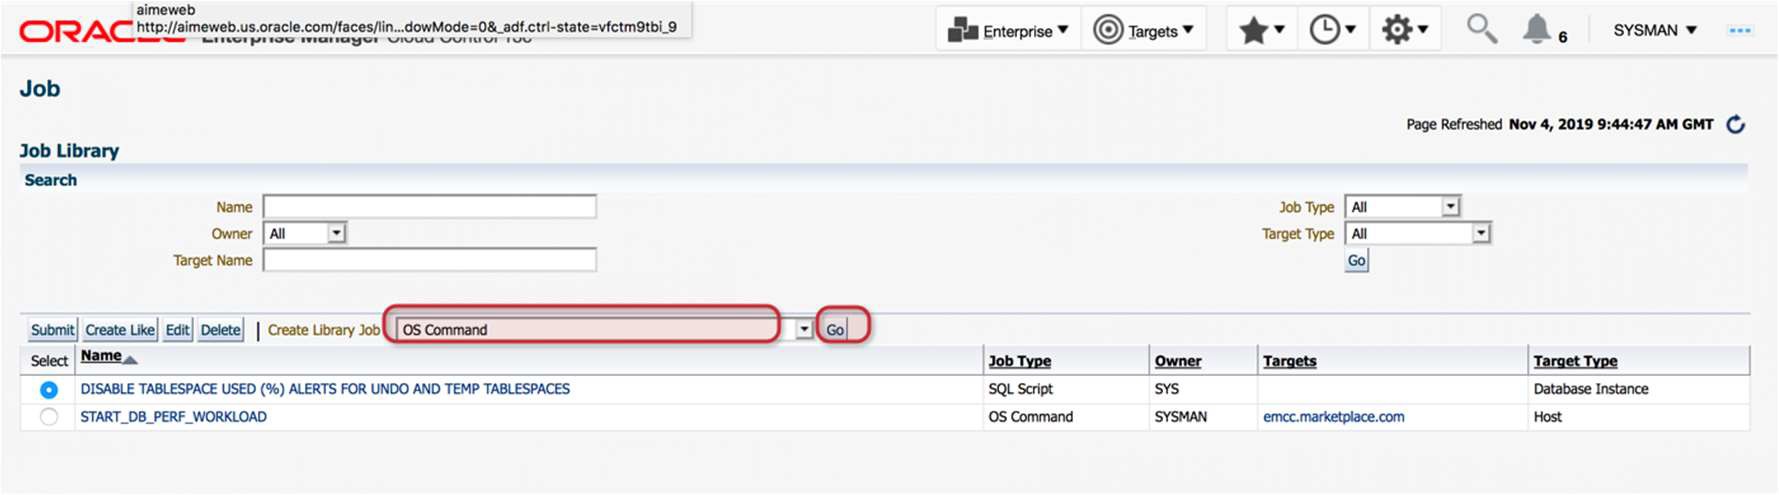 aimeweb
http://aimeweb.us.oracle.com/faces/lin...dowMode=0&_adf.ctrl-state=vfctm9tbi_9
ORACLE Enterprise Manager Cloud Control 13c
Enterprise Targets 6 SYSMAN
Job
Page Refreshed Nov 4, 2019 9:44:47 AM GMT
Job Library
Search
Name Job Type All
Owner All Target Type All
Target Name Go
Submit Create Like Edit Delete | Create Library Job OS Command Go
Select Name Job Type Owner Targets Target Type
DISABLE TABLESPACE USED (%) ALERTS FOR UNDO AND TEMP TABLESPACES SQL Script SYS Database Instance
START_DB_PERF_WORKLOAD OS Command SYSMAN emcc.marketplace.com Host